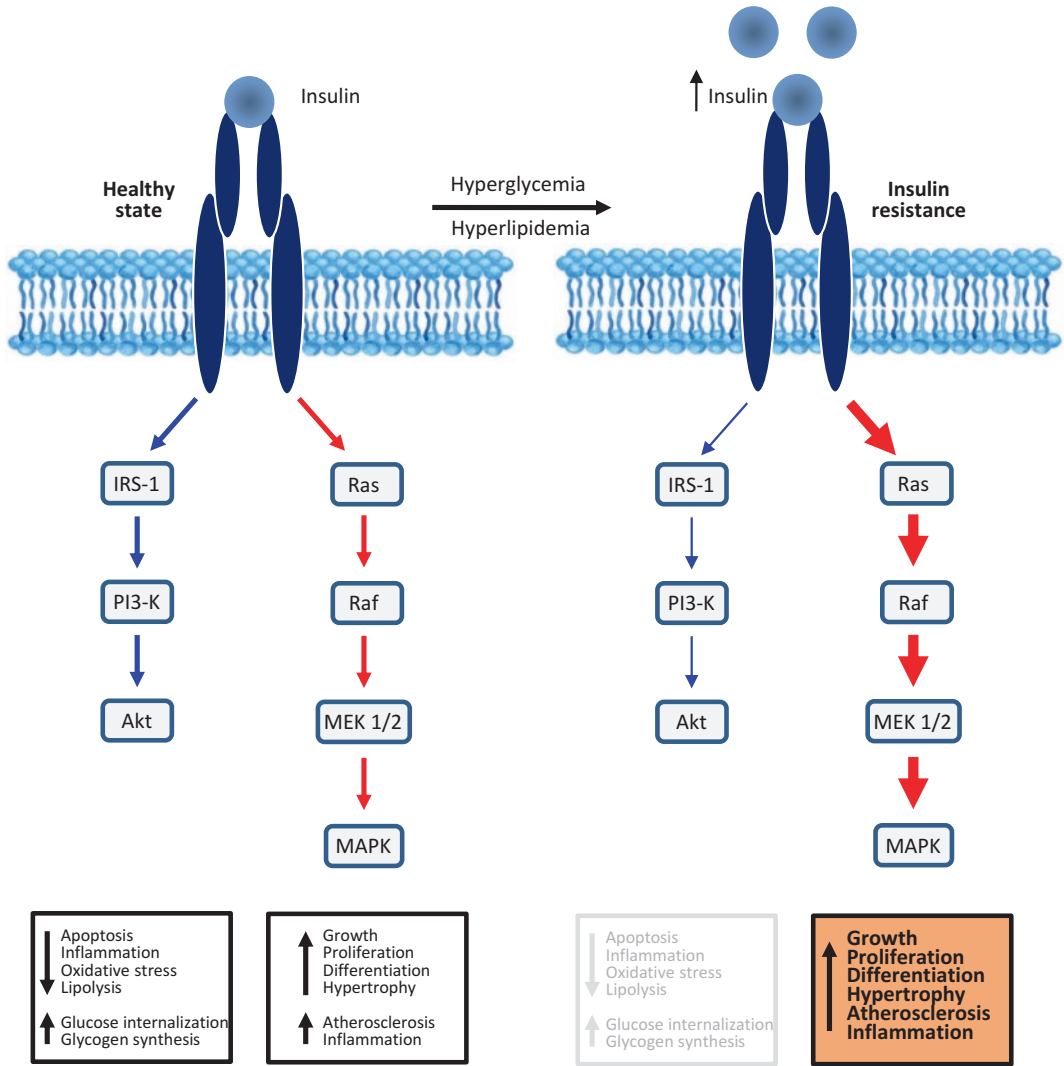 Insulin
Insulin
Healthy
state
Hyperglycemia
Hyperlipidemia
Insulin
resistance
IRS-1
Ras
IRS-1
Ras
PI3-K
Raf
PI3-K
Raf
Akt
MEK 1/2
Akt
MEK 1/2
MAPK
MAPK
Apoptosis
Inflammation
Oxidative stress
Lipolysis
Glucose internalization
Glycogen synthesis
Growth
Proliferation
Differentiation
Hypertrophy
Atherosclerosis
Inflammation
Apoptosis
Inflammation
Oxidative stress
Lipolysis
Glucose internalization
Glycogen synthesis
Growth
Proliferation
Differentiation
Hypertrophy
Atherosclerosis
Inflammation